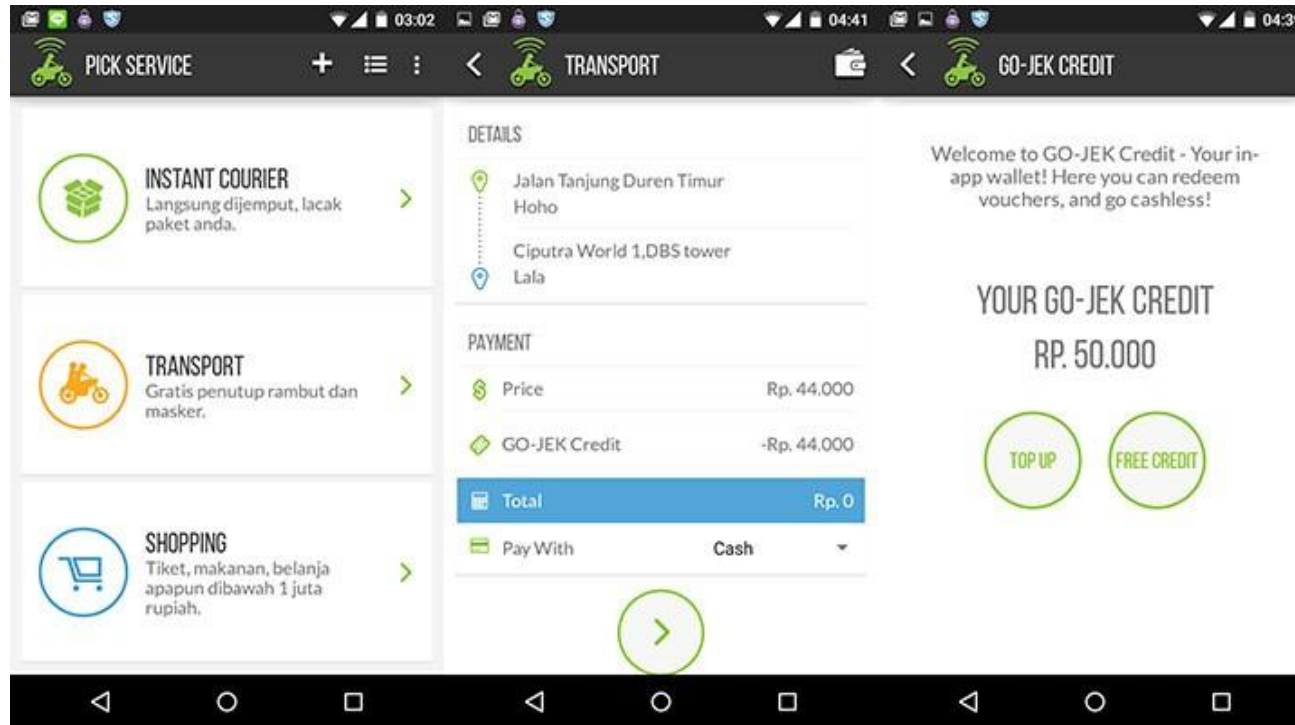 03:02
PICK SERVICE
INSTANT COURIER
Langsung dijemput, lacak
paket anda.
TRANSPORT
Gratis penutup rambut dan
masker.
SHOPPING
Tiket, makanan, belanja
apapun dibawah 1 juta
rupiah.
04:41
TRANSPORT
DETAILS
Jalan Tanjung Duren Timur
Hoho
Ciputra World 1,DBS tower
Lala
PAYMENT
Price Rp. 44.000
GO-JEK Credit -Rp. 44.000
Total Rp. 0
Pay With Cash
GO-JEK CREDIT
Welcome to GO-JEK Credit - Your in-
app wallet! Here you can redeem
vouchers, and go cashless!
YOUR GO-JEK CREDIT
RP. 50.000
TOP UP
FREE CREDIT